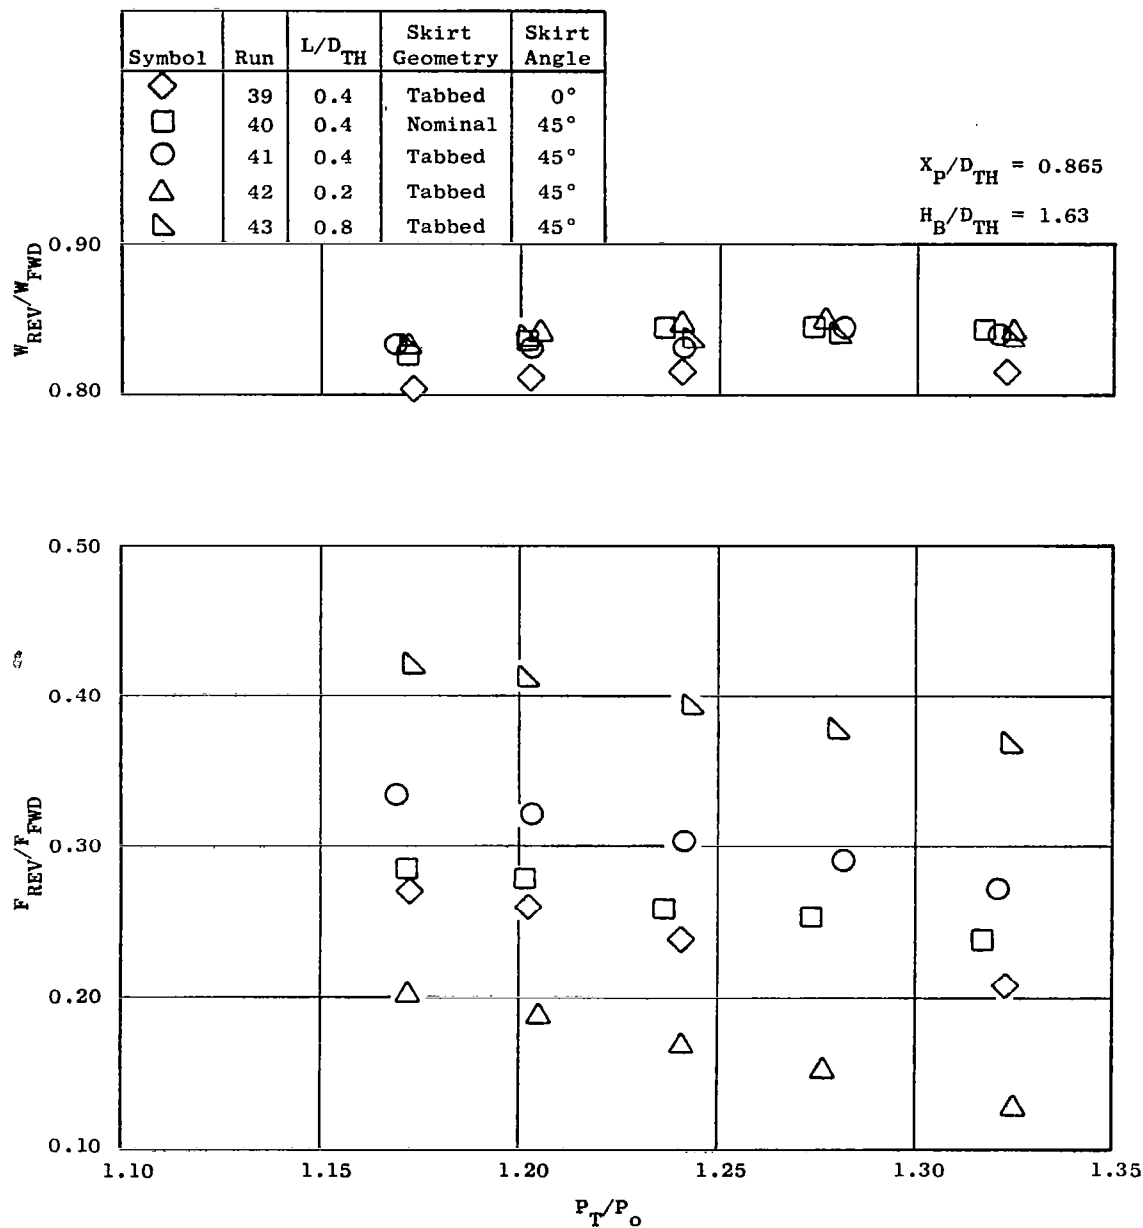 Symbol Run L/D_TH Skirt Geometry Skirt Angle
39 0.4 Tabbed 0°
40 0.4 Nominal 45°
41 0.4 Tabbed 45°
42 0.2 Tabbed 45°
43 0.8 Tabbed 45°
X_P/D_TH = 0.865
H_B/D_TH = 1.63
W_REV/W_FWD
0.90
0.80
F_REV/F_FWD
0.50
0.40
0.30
0.20
0.10
1.10 1.15 1.20 1.25 1.30 1.35
P_T/P_o